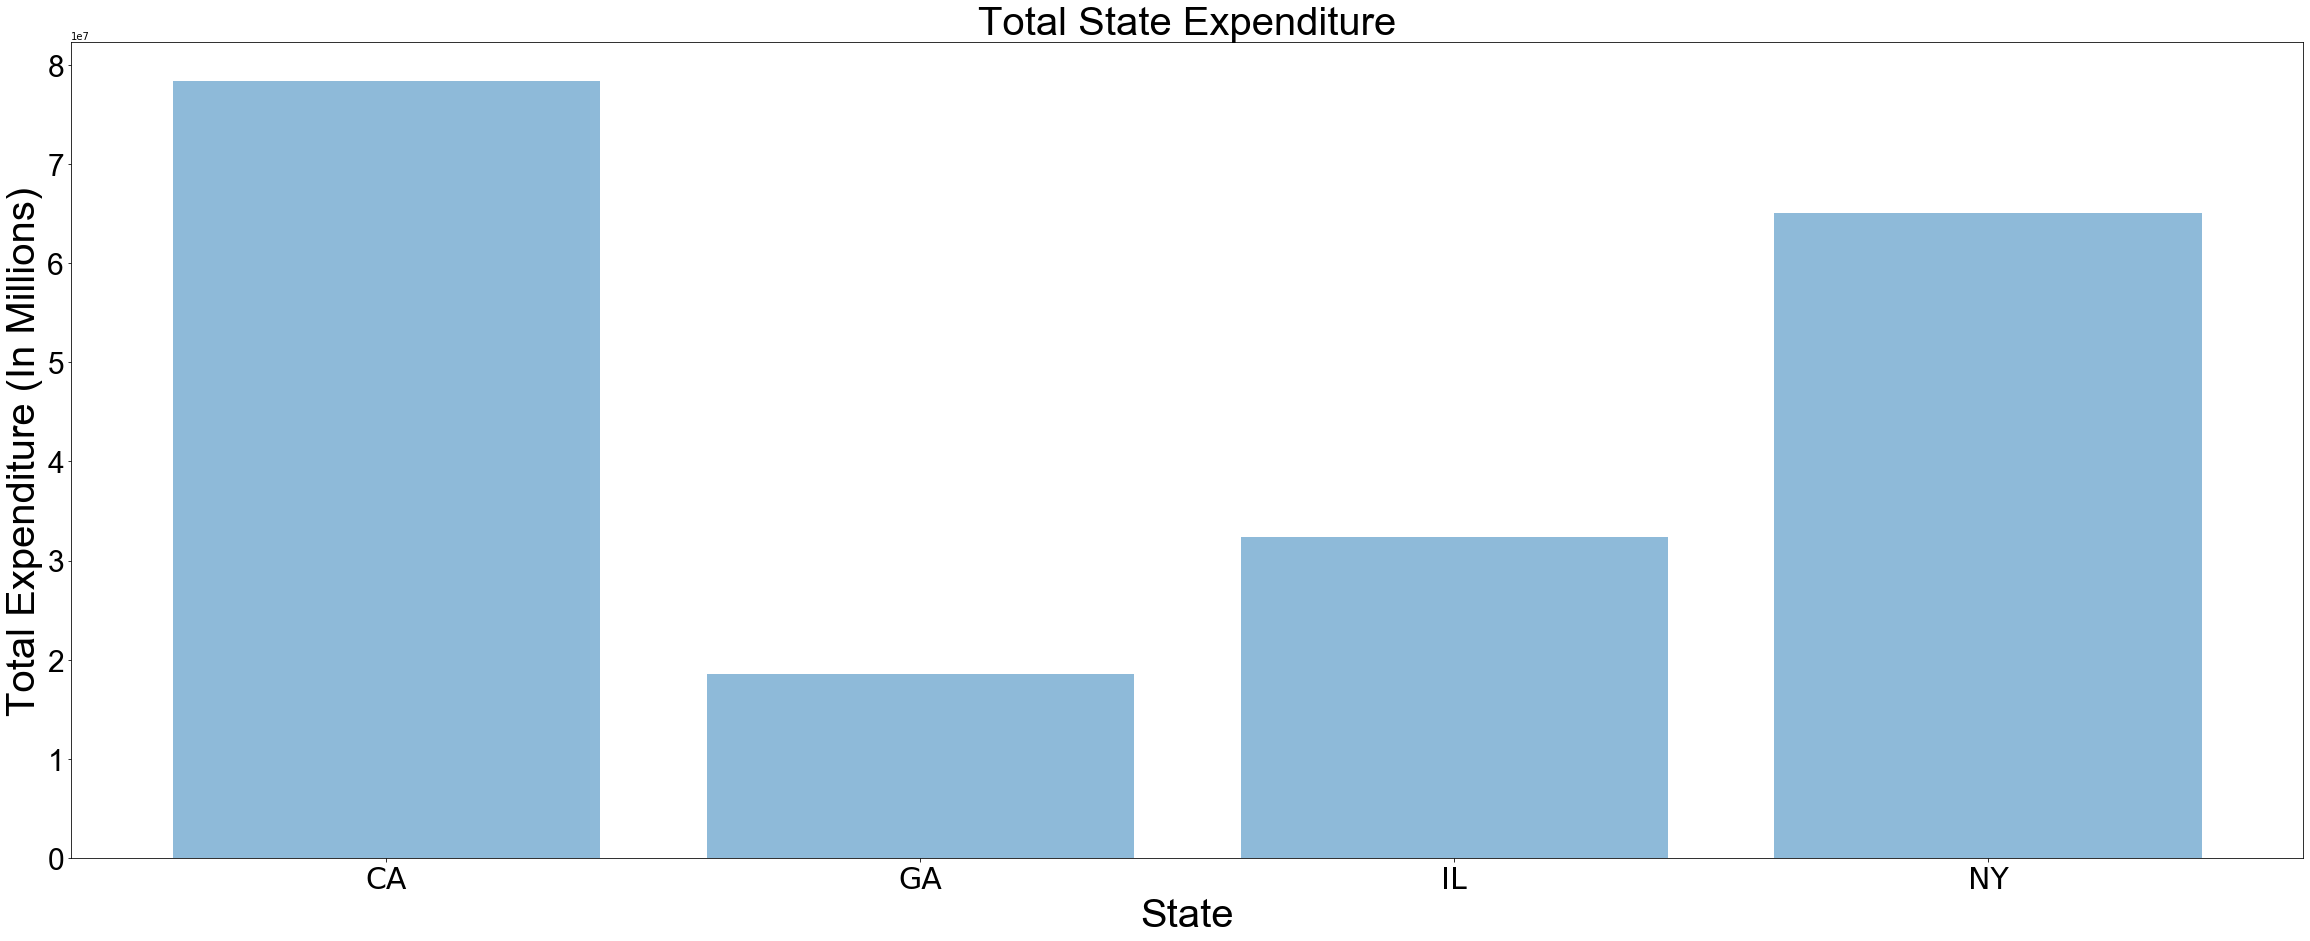 Total State Expenditure
1e7
8
7
6
5
4
3
2
1
0
Total Expenditure (In Millions)
CA GA IL NY
State